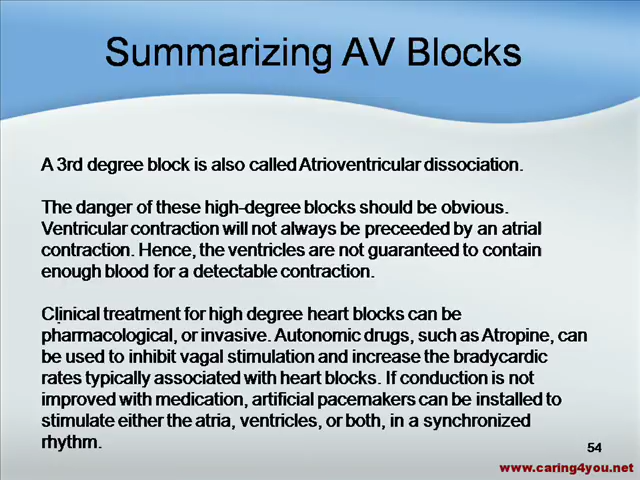 Summarizing AV Blocks
A 3rd degree block is also called Atrioventricular dissociation.
The danger of these high-degree blocks should be obvious.
Ventricular contraction will not always be preceeded by an atrial
contraction. Hence, the ventricles are not guaranteed to contain
enough blood for a detectable contraction.
Clinical treatment for high degree heart blocks can be
pharmacological, or invasive. Autonomic drugs, such as Atropine, can
be used to inhibit vagal stimulation and increase the bradycardic
rates typically associated with heart blocks. If conduction is not
improved with medication, artificial pacemakers can be installed to
stimulate either the atria, ventricles, or both, in a synchronized
rhythm.
54
www.caring4you.net